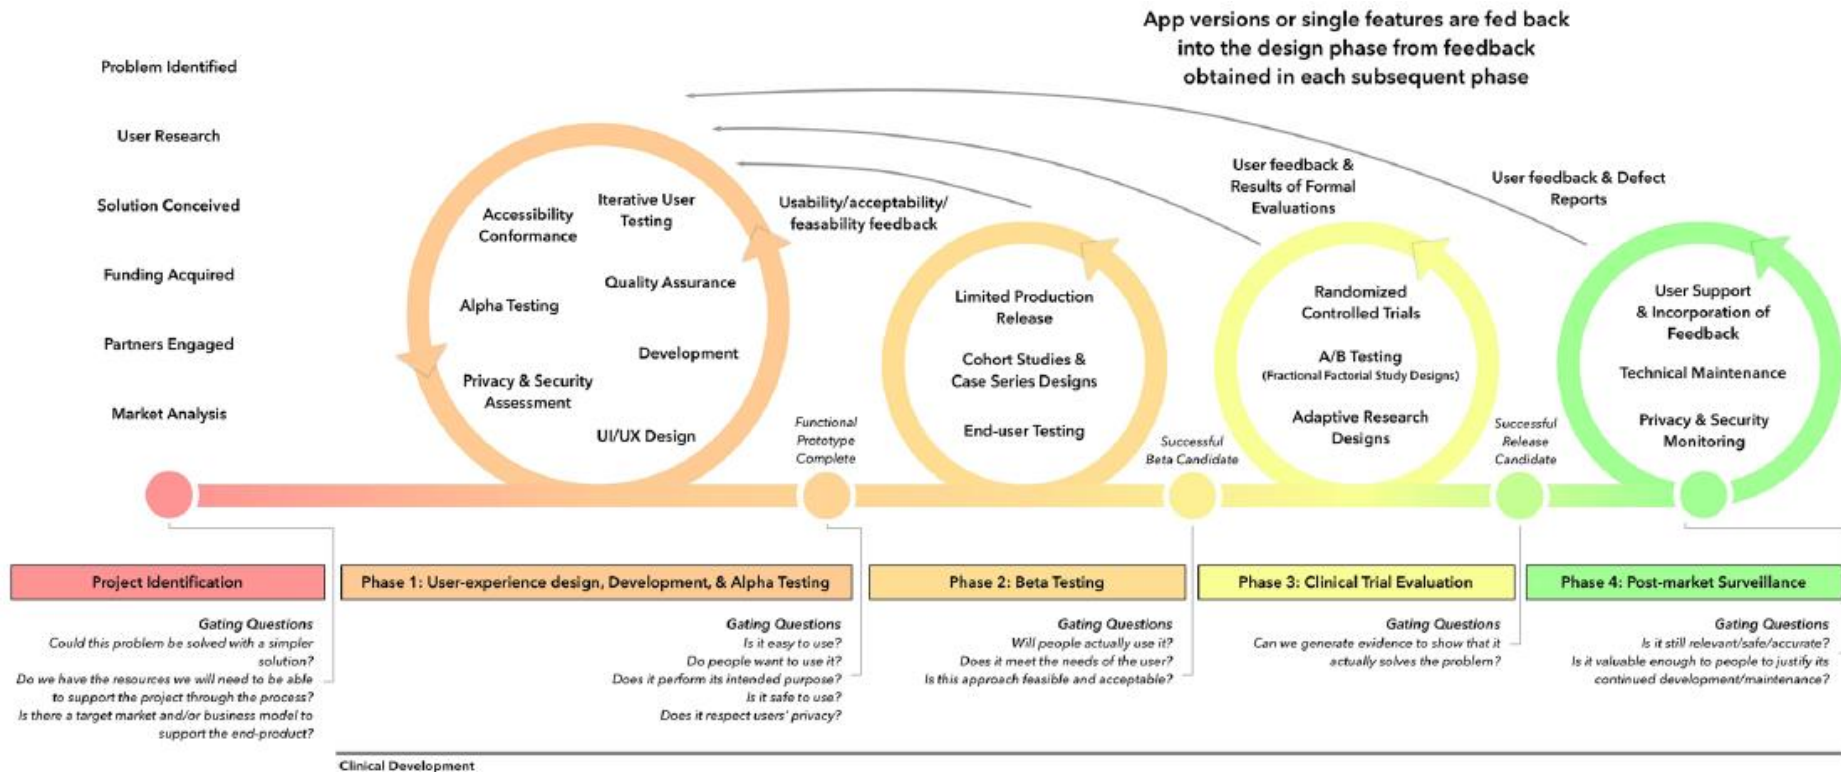 App versions or single features are fed back
into the design phase from feedback
obtained in each subsequent phase
Problem Identified
User Research
Solution Conceived
Funding Acquired
Partners Engaged
Market Analysis
Accessibility
Conformance
Iterative User
Testing
Quality Assurance
Alpha Testing
Development
Privacy & Security
Assessment
UI/UX Design
Usability/acceptability/
feasability feedback
Functional
Prototype
Complete
Limited Production
Release
Cohort Studies &
Case Series Designs
End-user Testing
Successful
Beta Candidate
User feedback &
Results of Formal
Evaluations
Randomized
Controlled Trials
A/B Testing
(Fractional Factorial Study Designs)
Adaptive Research
Designs
Successful
Release
Candidate
User feedback & Defect
Reports
User Support
& Incorporation of
Feedback
Technical Maintenance
Privacy & Security
Monitoring
Project Identification
Gating Questions
Could this problem be solved with a simpler
solution?
Do we have the resources we will need to be able
to support the project through the process?
Is there a target market and/or business model to
support the end-product?
Phase 1: User-experience design, Development, & Alpha Testing
Gating Questions
Is it easy to use?
Do people want to use it?
Does it perform its intended purpose?
Is it safe to use?
Does it respect users' privacy?
Phase 2: Beta Testing
Gating Questions
Will people actually use it?
Does it meet the needs of the user?
Is this approach feasible and acceptable?
Phase 3: Clinical Trial Evaluation
Gating Questions
Can we generate evidence to show that it
actually solves the problem?
Phase 4: Post-market Surveillance
Gating Questions
Is it still relevant/safe/accurate?
Is it valuable enough to people to justify its
continued development/maintenance?
Clinical Development